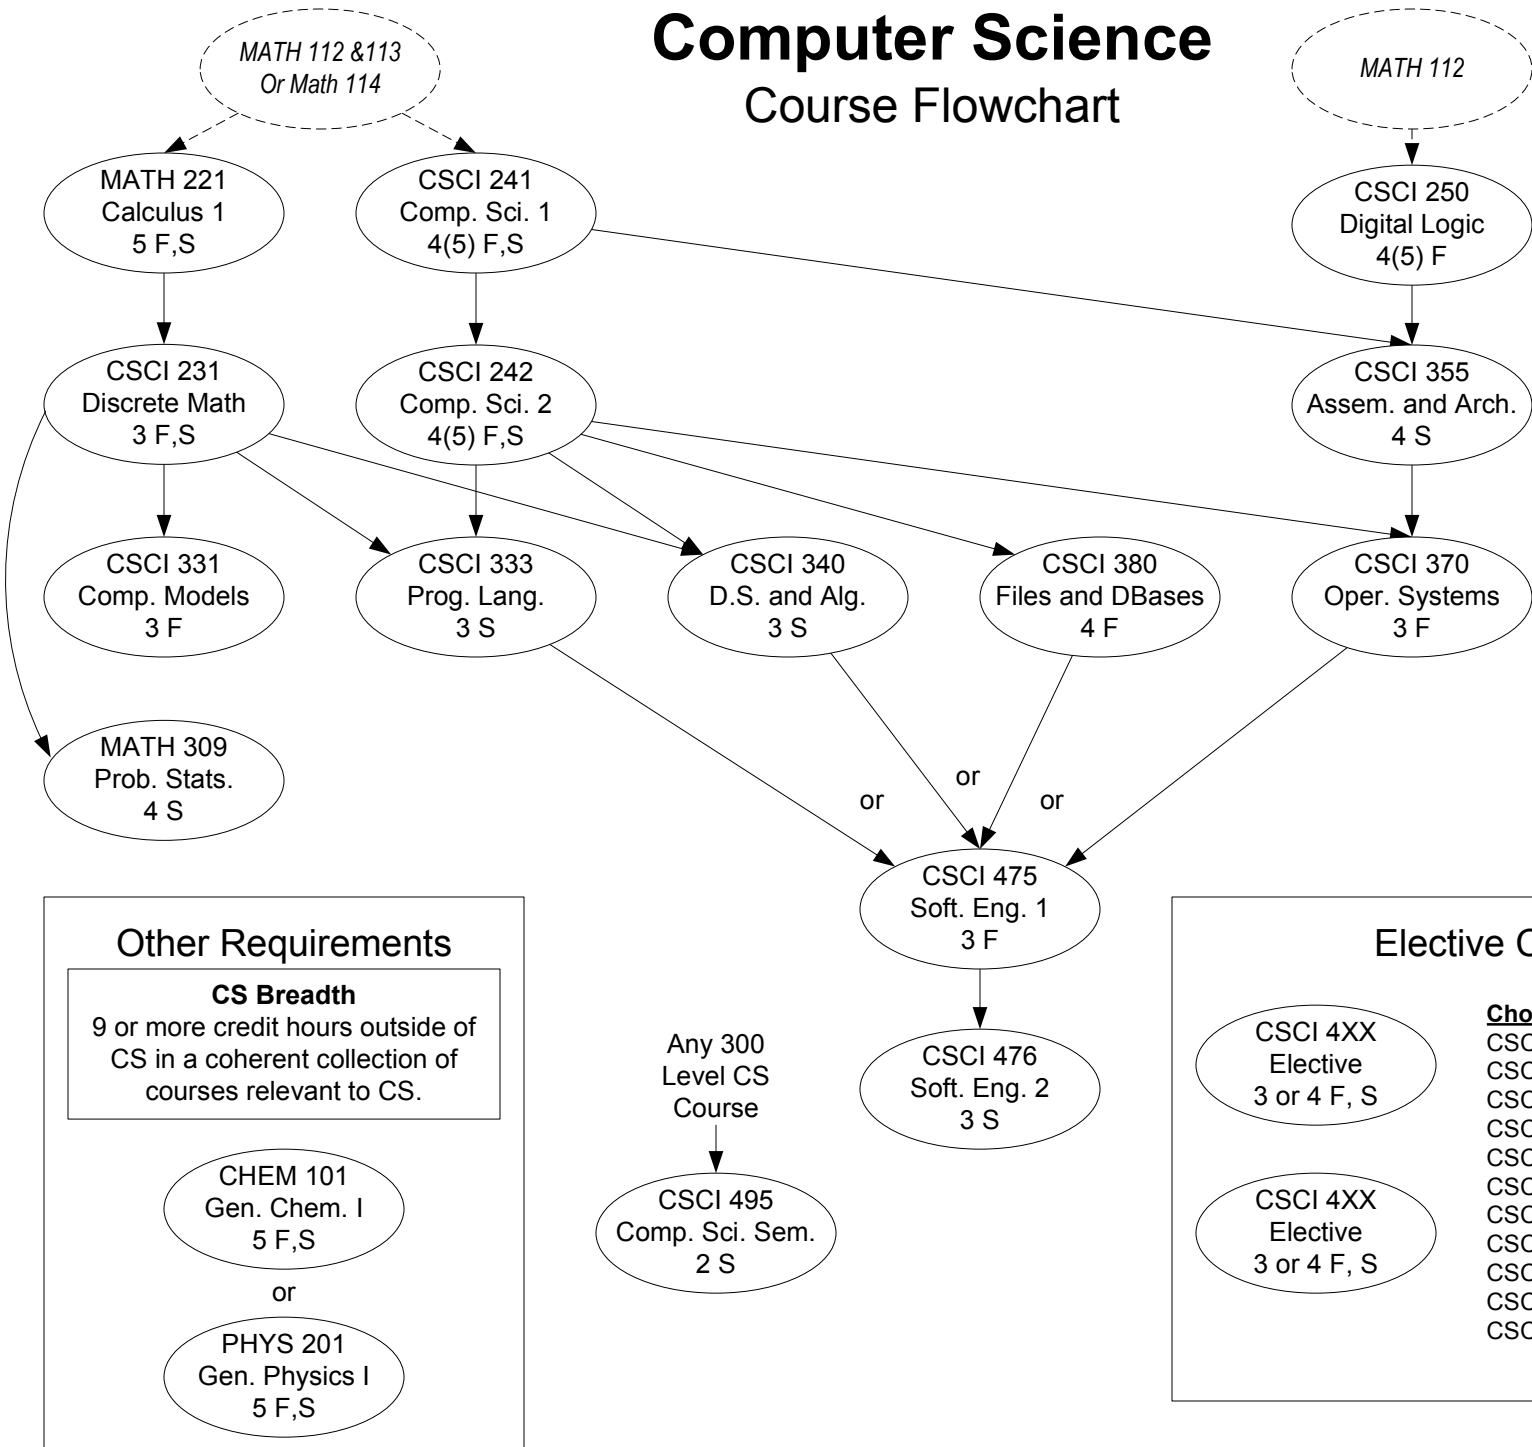 Computer Science
Course Flowchart
MATH 112 &113
Or Math 114
MATH 112
MATH 221
Calculus 1
5 F,S
CSCI 241
Comp. Sci. 1
4(5) F,S
CSCI 250
Digital Logic
4(5) F
CSCI 231
Discrete Math
3 F,S
CSCI 242
Comp. Sci. 2
4(5) F,S
CSCI 355
Assem. and Arch.
4 S
CSCI 331
Comp. Models
3 F
CSCI 333
Prog. Lang.
3 S
CSCI 340
D.S. and Alg.
3 S
CSCI 380
Files and DBases
4 F
CSCI 370
Oper. Systems
3 F
MATH 309
Prob. Stats.
4 S
or
or
or
CSCI 475
Soft. Eng. 1
3 F
CSCI 476
Soft. Eng. 2
3 S
Any 300
Level CS
Course
CSCI 495
Comp. Sci. Sem.
2 S
Other Requirements
CS Breadth
9 or more credit hours outside of
CS in a coherent collection of
courses relevant to CS.
CHEM 101
Gen. Chem. I
5 F,S
or
PHYS 201
Gen. Physics I
5 F,S
Elective
CSCI 4XX
Elective
3 or 4 F, S
CSCI 4XX
Elective
3 or 4 F, S